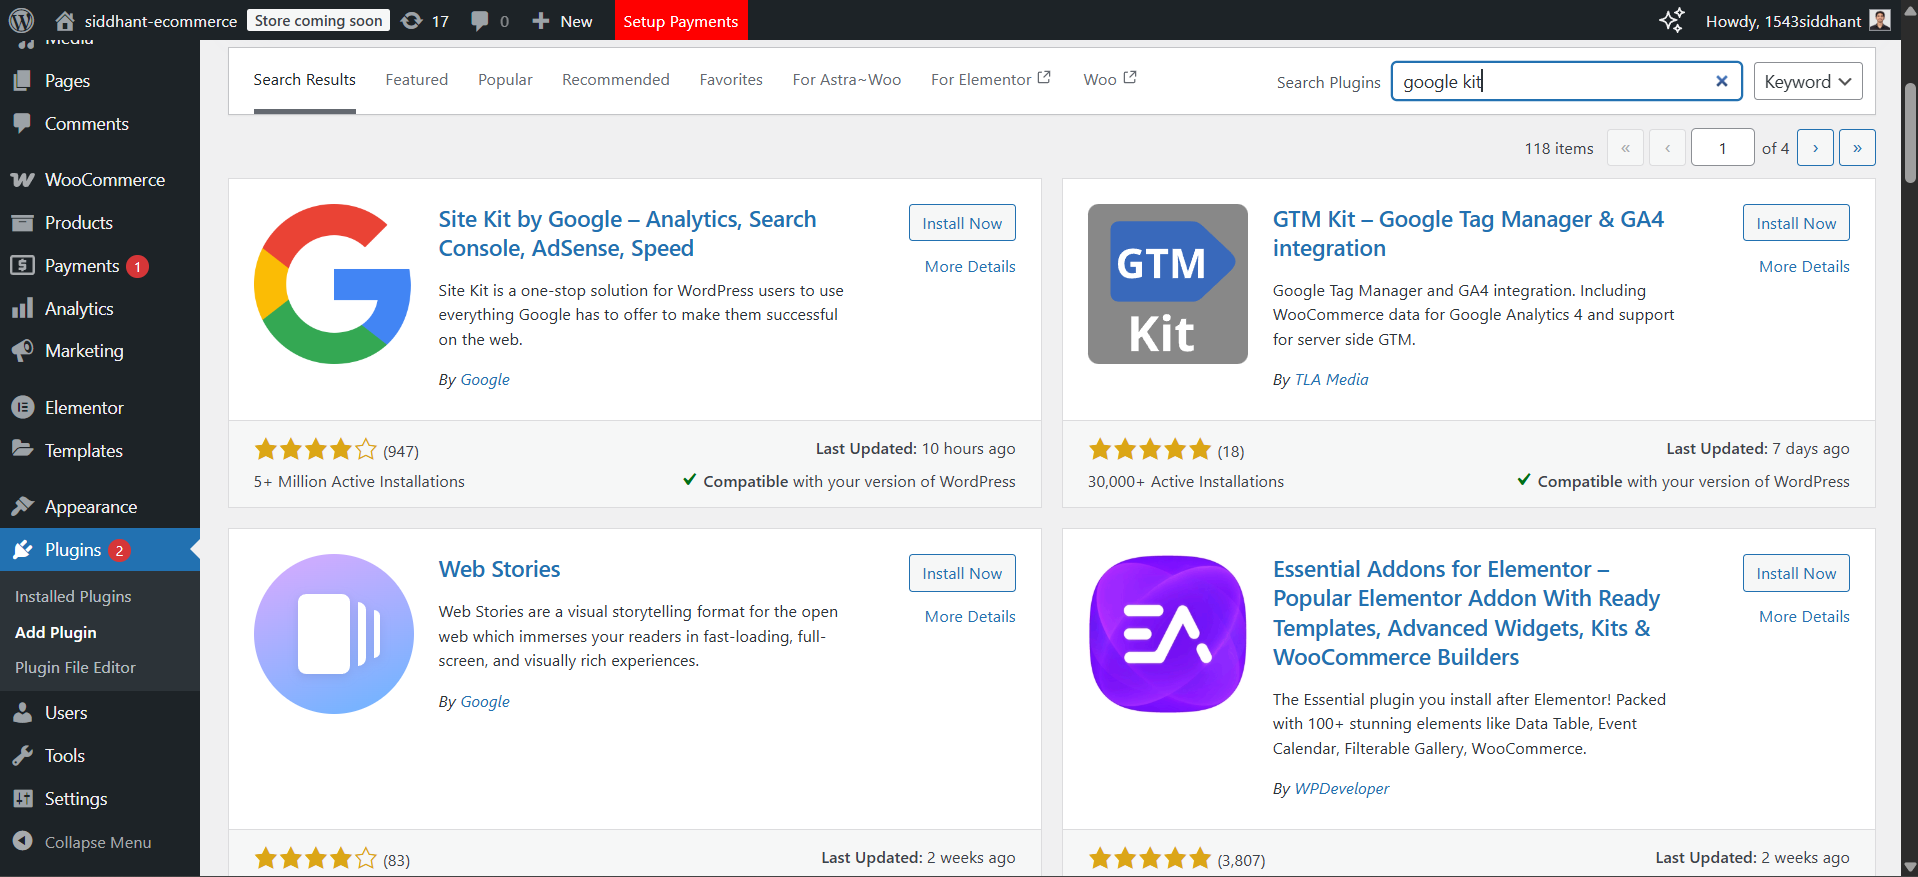 siddhant-ecommerce Store coming soon 17 0 New Setup Payments Howdy, 1543siddhant
Media
Pages
Comments
WooCommerce
Products
Payments 1
Analytics
Marketing
Elementor
Templates
Appearance
Plugins 2
Installed Plugins
Add Plugin
Plugin File Editor
Users
Tools
Settings
Collapse Menu
Search Results Featured Popular Recommended Favorites For Astra~Woo For Elementor Woo Search Plugins google kit Keyword
118 items « ‹ 1 of 4 › »
Site Kit by Google – Analytics, Search
Console, AdSense, Speed
Install Now
More Details
Site Kit is a one-stop solution for WordPress users to use
everything Google has to offer to make them successful
on the web.
By Google
(947)
Last Updated: 10 hours ago
5+ Million Active Installations
Compatible with your version of WordPress
GTM
Kit
GTM Kit – Google Tag Manager & GA4
integration
Install Now
More Details
Google Tag Manager and GA4 integration. Including
WooCommerce data for Google Analytics 4 and support
for server side GTM.
By TLA Media
(18)
Last Updated: 7 days ago
30,000+ Active Installations
Compatible with your version of WordPress
Web Stories
Install Now
More Details
Web Stories are a visual storytelling format for the open
web which immerses your readers in fast-loading, full-
screen, and visually rich experiences.
By Google
(83)
Last Updated: 2 weeks ago
EA
Essential Addons for Elementor –
Popular Elementor Addon With Ready
Templates, Advanced Widgets, Kits &
WooCommerce Builders
Install Now
More Details
The Essential plugin you install after Elementor! Packed
with 100+ stunning elements like Data Table, Event
Calendar, Filterable Gallery, WooCommerce.
By WPDeveloper
(3,807)
Last Updated: 2 weeks ago